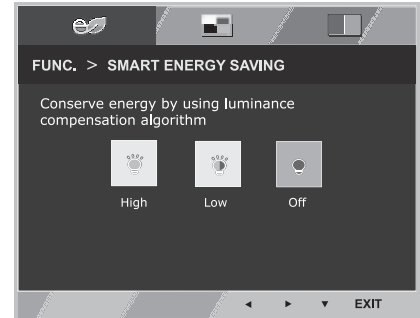 FUNC. > SMART ENERGY SAVING
Conserve energy by using luminance
compensation algorithm
High Low Off
EXIT